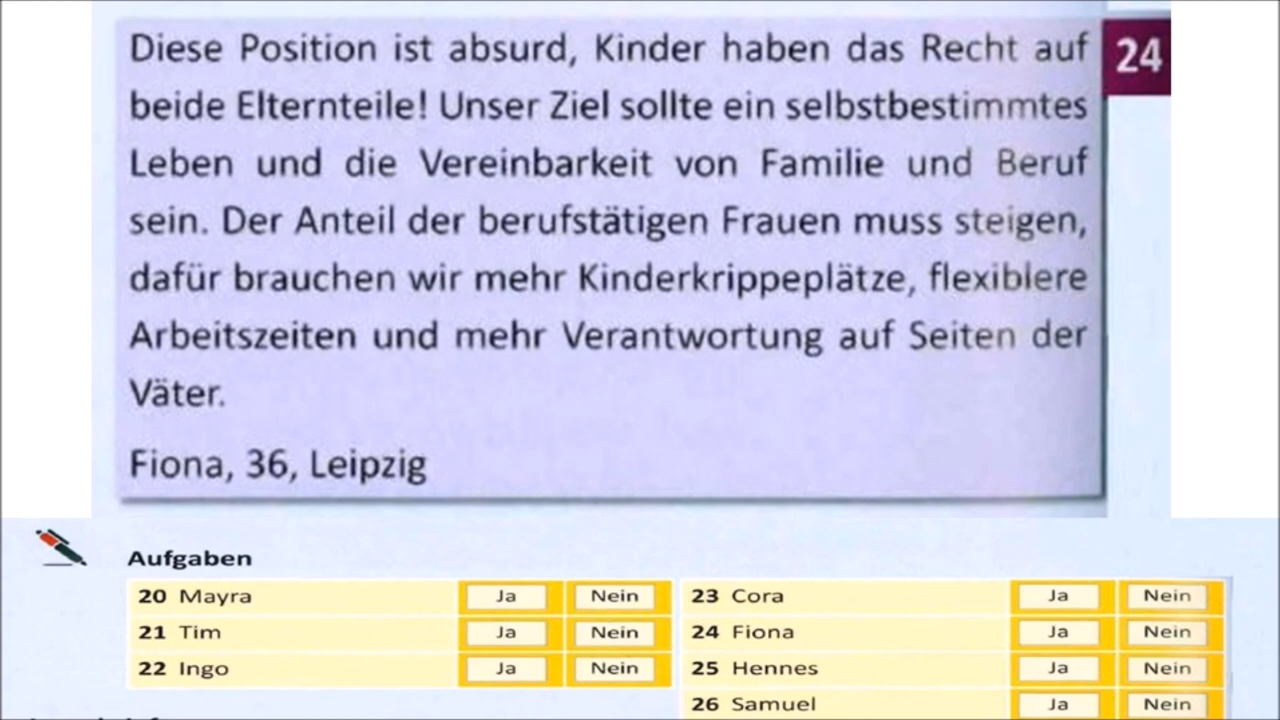 Diese Position ist absurd, Kinder haben das Recht auf
24
beide Elternteile! Unser Ziel sollte ein selbstbestimmtes
Leben und die Vereinbarkeit von Familie und Beruf
sein. Der Anteil der berufstätigen Frauen muss steigen,
dafür brauchen wir mehr Kinderkrippeplätze, flexiblere
Arbeitszeiten und mehr Verantwortung auf Seiten der
Väter.
Fiona, 36, Leipzig
Aufgaben
20 Mayra Ja Nein
21 Tim Ja Nein
22 Ingo Ja Nein
23 Cora Ja Nein
24 Fiona Ja Nein
25 Hennes Ja Nein
26 Samuel Ja Nein